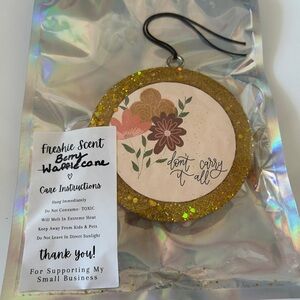 Freshie Scent
Berry
Wafflecone
Care Instructions
Hang Immediately
Do Not Consume- TOXIC
Will Melt In Extreme Heat
Keep Away From Kids & Pets
Do Not Leave In Direct Sunlight
Thank You!
For Supporting My
Small Business
don't carry
it all